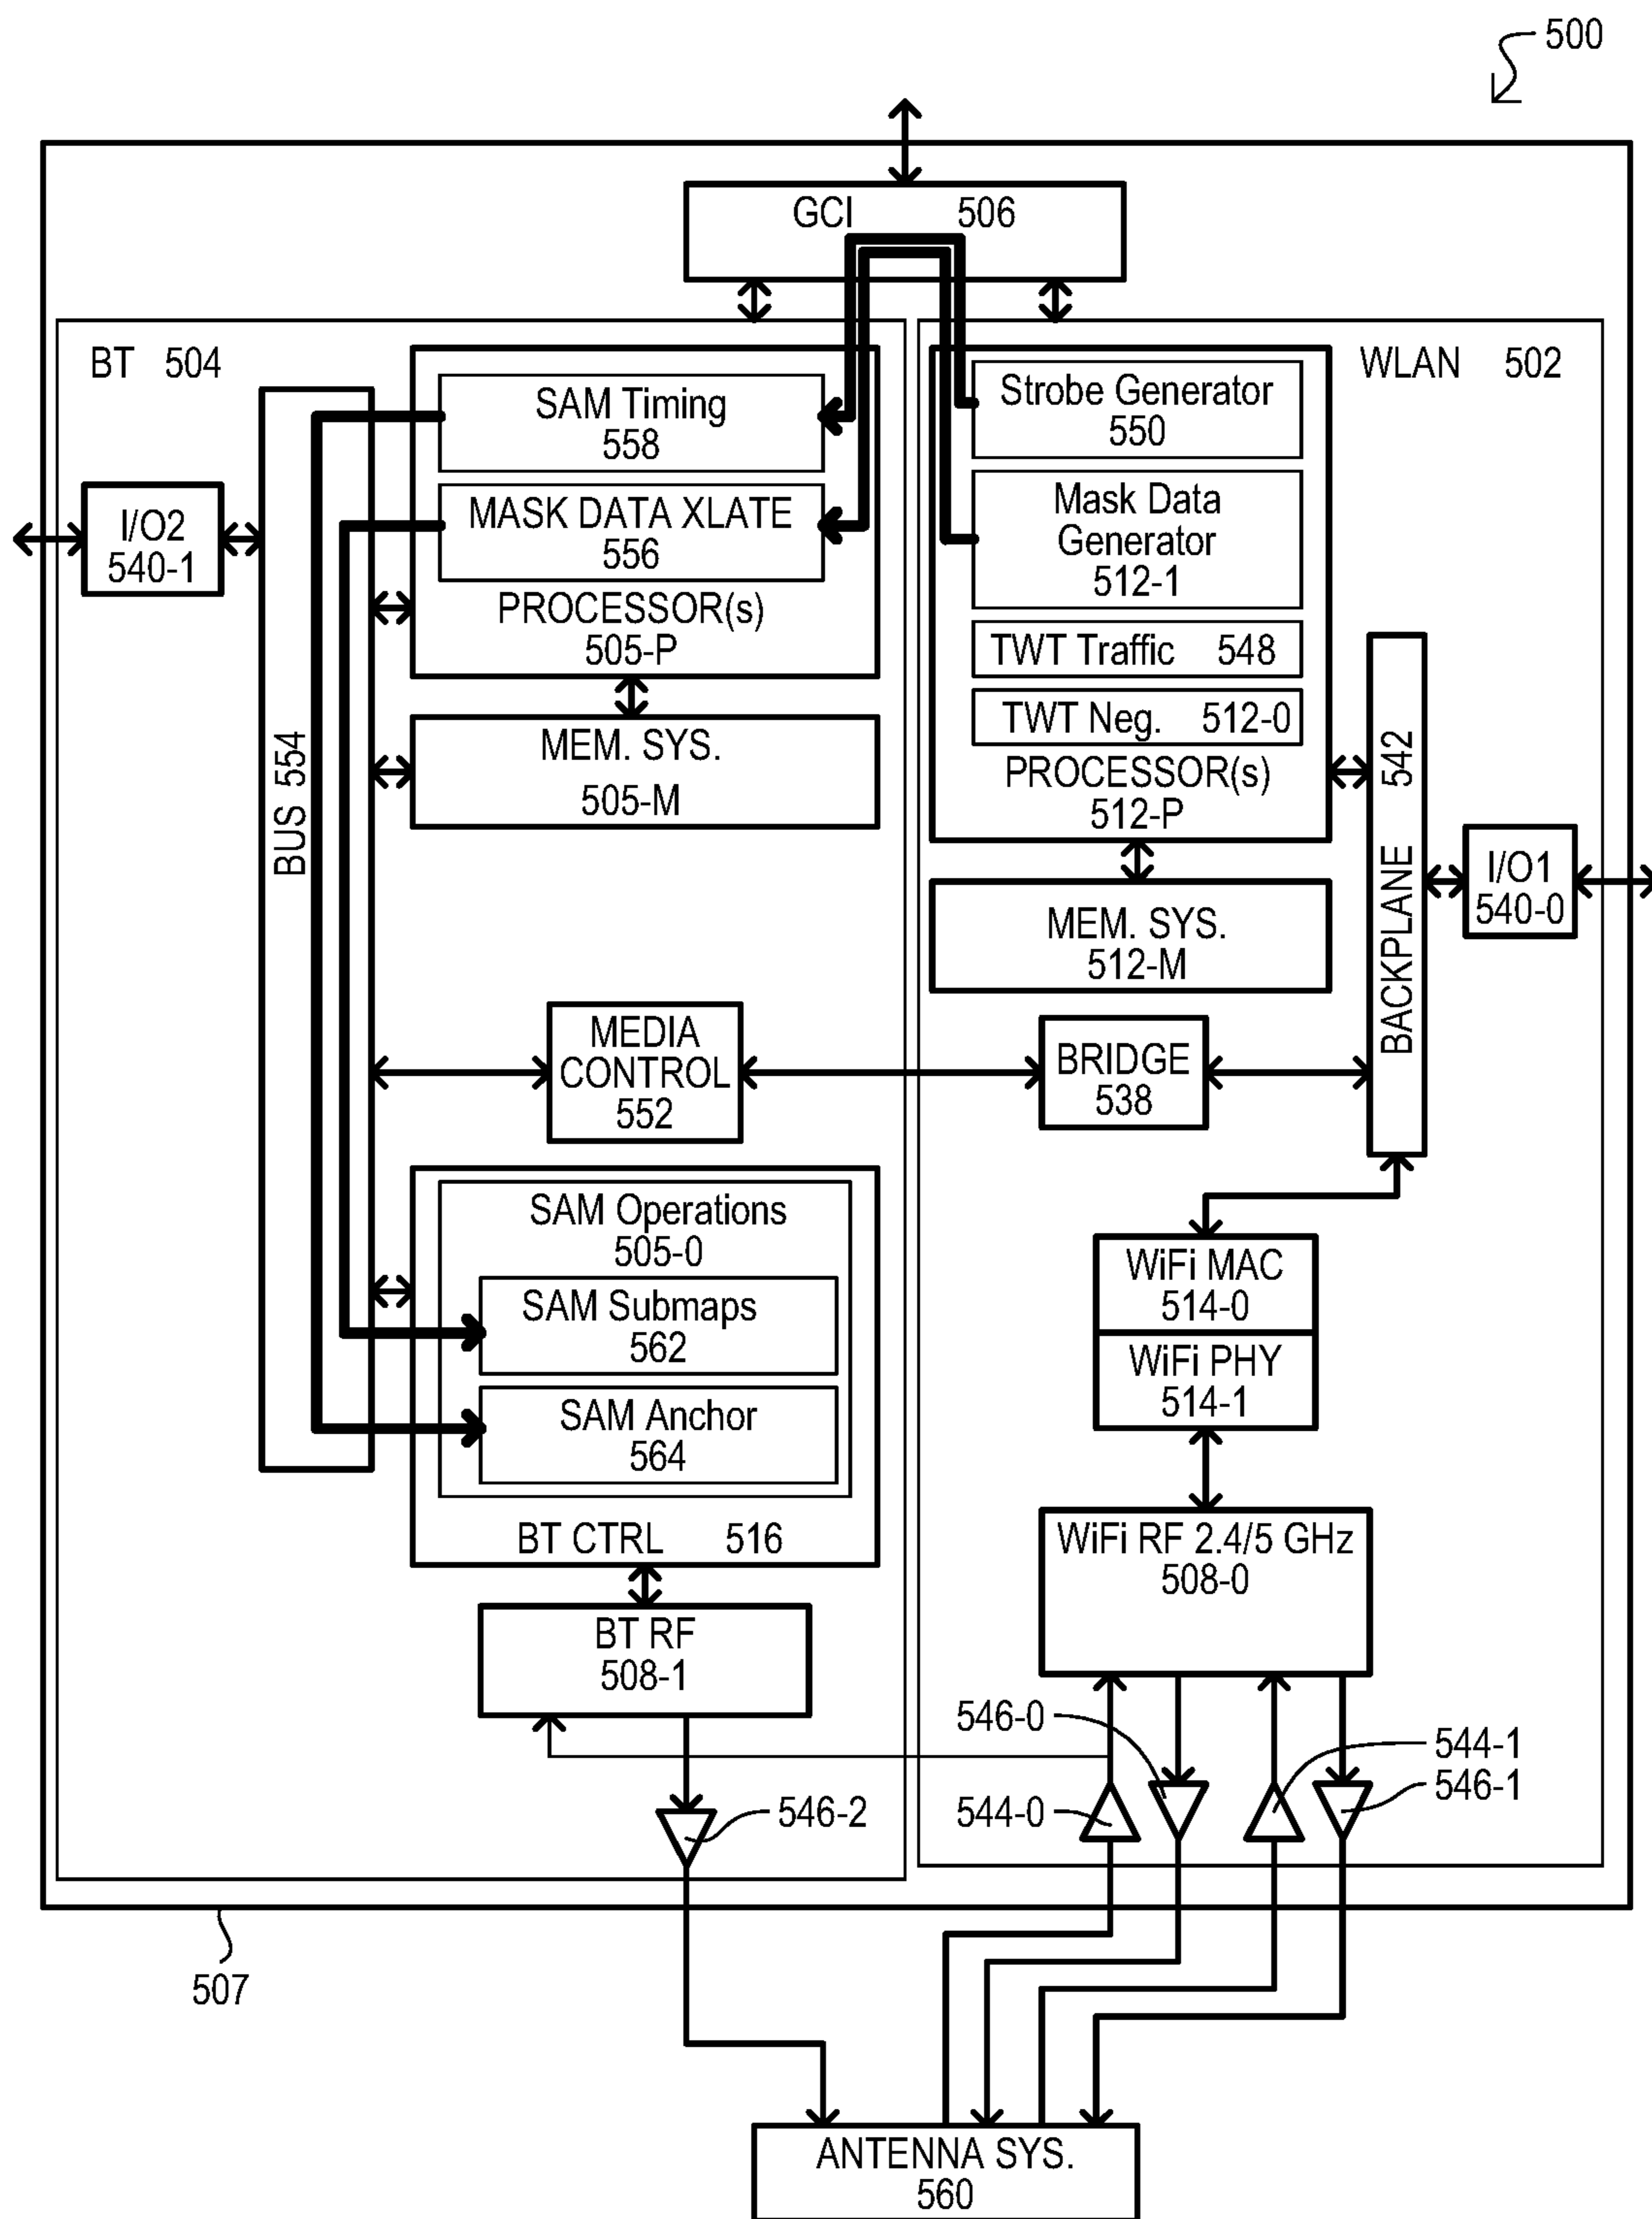 500
GCI 506
BT 504
SAM Timing
558
MASK DATA XLATE
556
PROCESSOR(s)
505-P
I/O2
540-1
BUS 554
MEM. SYS.
505-M
WLAN 502
Strobe Generator
550
Mask Data
Generator
512-1
TWT Traffic 548
TWT Neg. 512-0
PROCESSOR(s)
512-P
MEM. SYS.
512-M
BACKPLANE 542
I/O1
540-0
MEDIA
CONTROL
552
BRIDGE
538
SAM Operations
505-0
SAM Submaps
562
SAM Anchor
564
BT CTRL 516
WiFi MAC
514-0
WiFi PHY
514-1
BT RF
508-1
WiFi RF 2.4/5 GHz
508-0
546-0
544-1
546-1
546-2
544-0
507
ANTENNA SYS.
560